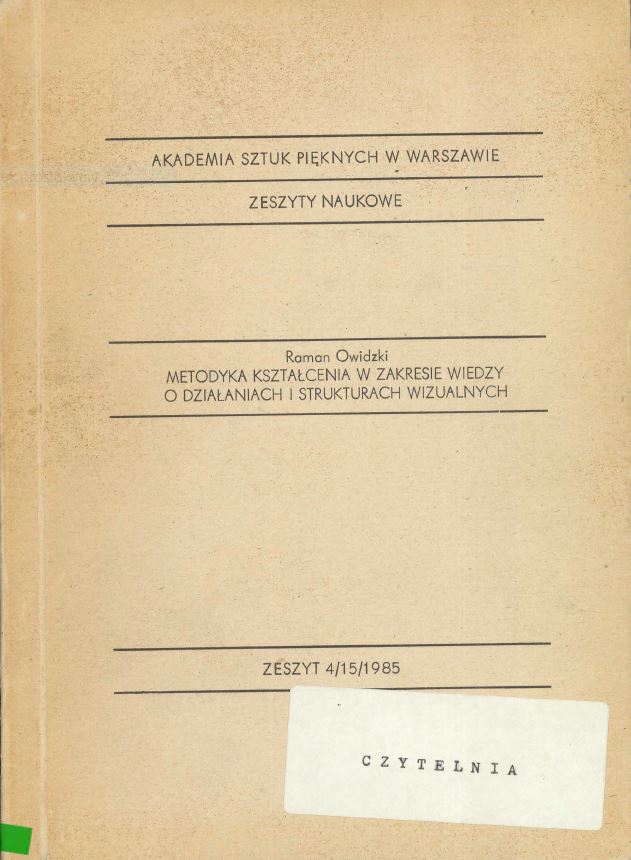 AKADEMIA SZTUK PIĘKNYCH W WARSZAWIE
ZESZYTY NAUKOWE
Raman Owidzki
METODYKA KSZTAŁCENIA W ZAKRESIE WIEDZY
O DZIAŁANIACH I STRUKTURACH WIZUALNYCH
ZESZYT 4/15/1985
CZYTELNIA